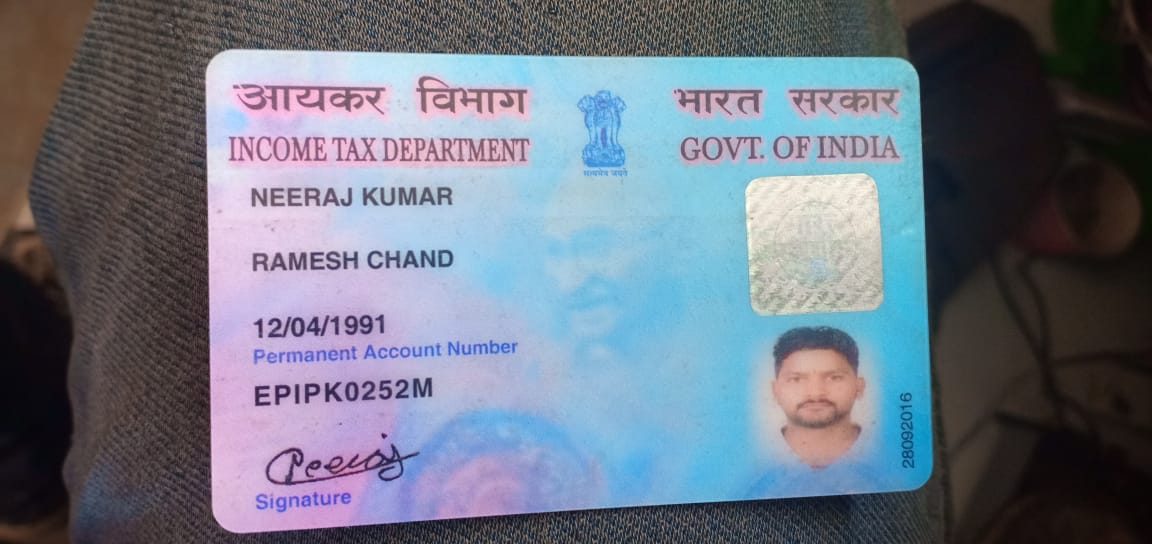 आयकर विभाग
INCOME TAX DEPARTMENT
सत्यमेव जयते
भारत सरकार
GOVT. OF INDIA
NEERAJ KUMAR
RAMESH CHAND
12/04/1991
Permanent Account Number
EPIPK0252M
Neeraj
Signature
28092016